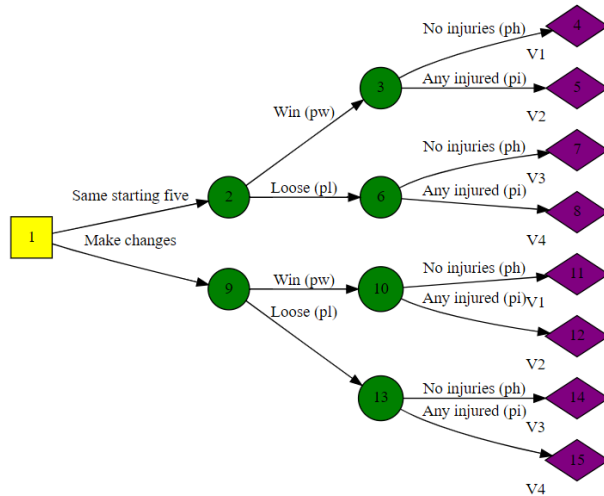 No injuries (ph)
4
V1
3
Any injured (pi)
5
V2
Win (pw)
No injuries (ph)
7
V3
Same starting five
2
Loose (pl)
6
Any injured (pi)
8
V4
1
Make changes
No injuries (ph)
11
V1
9
Win (pw)
10
Any injured (pi)
12
V2
Loose (pl)
No injuries (ph)
14
V3
13
Any injured (pi)
15
V4